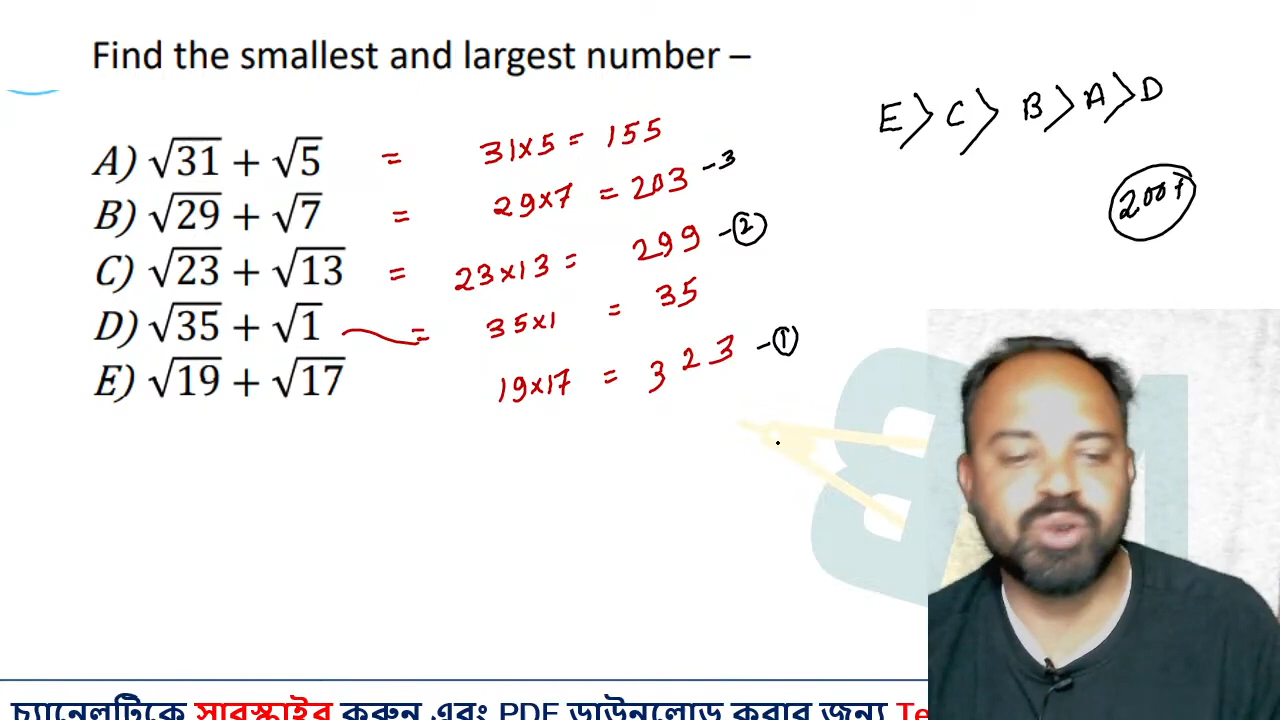 Find the smallest and largest number –
E > C > B > A > D
A) √31 + √5 = 31×5 = 155
B) √29 + √7 = 29×7 = 203 -3
200+
C) √23 + √13 = 23×13 = 299 -②
D) √35 + √1 = 35×1 = 35
E) √19 + √17 19×17 = 323 -①
চ্যানেলটিকে সাবস্ক্রাইব করুন এবং PDF ডাউনলোড করার জন্য Te